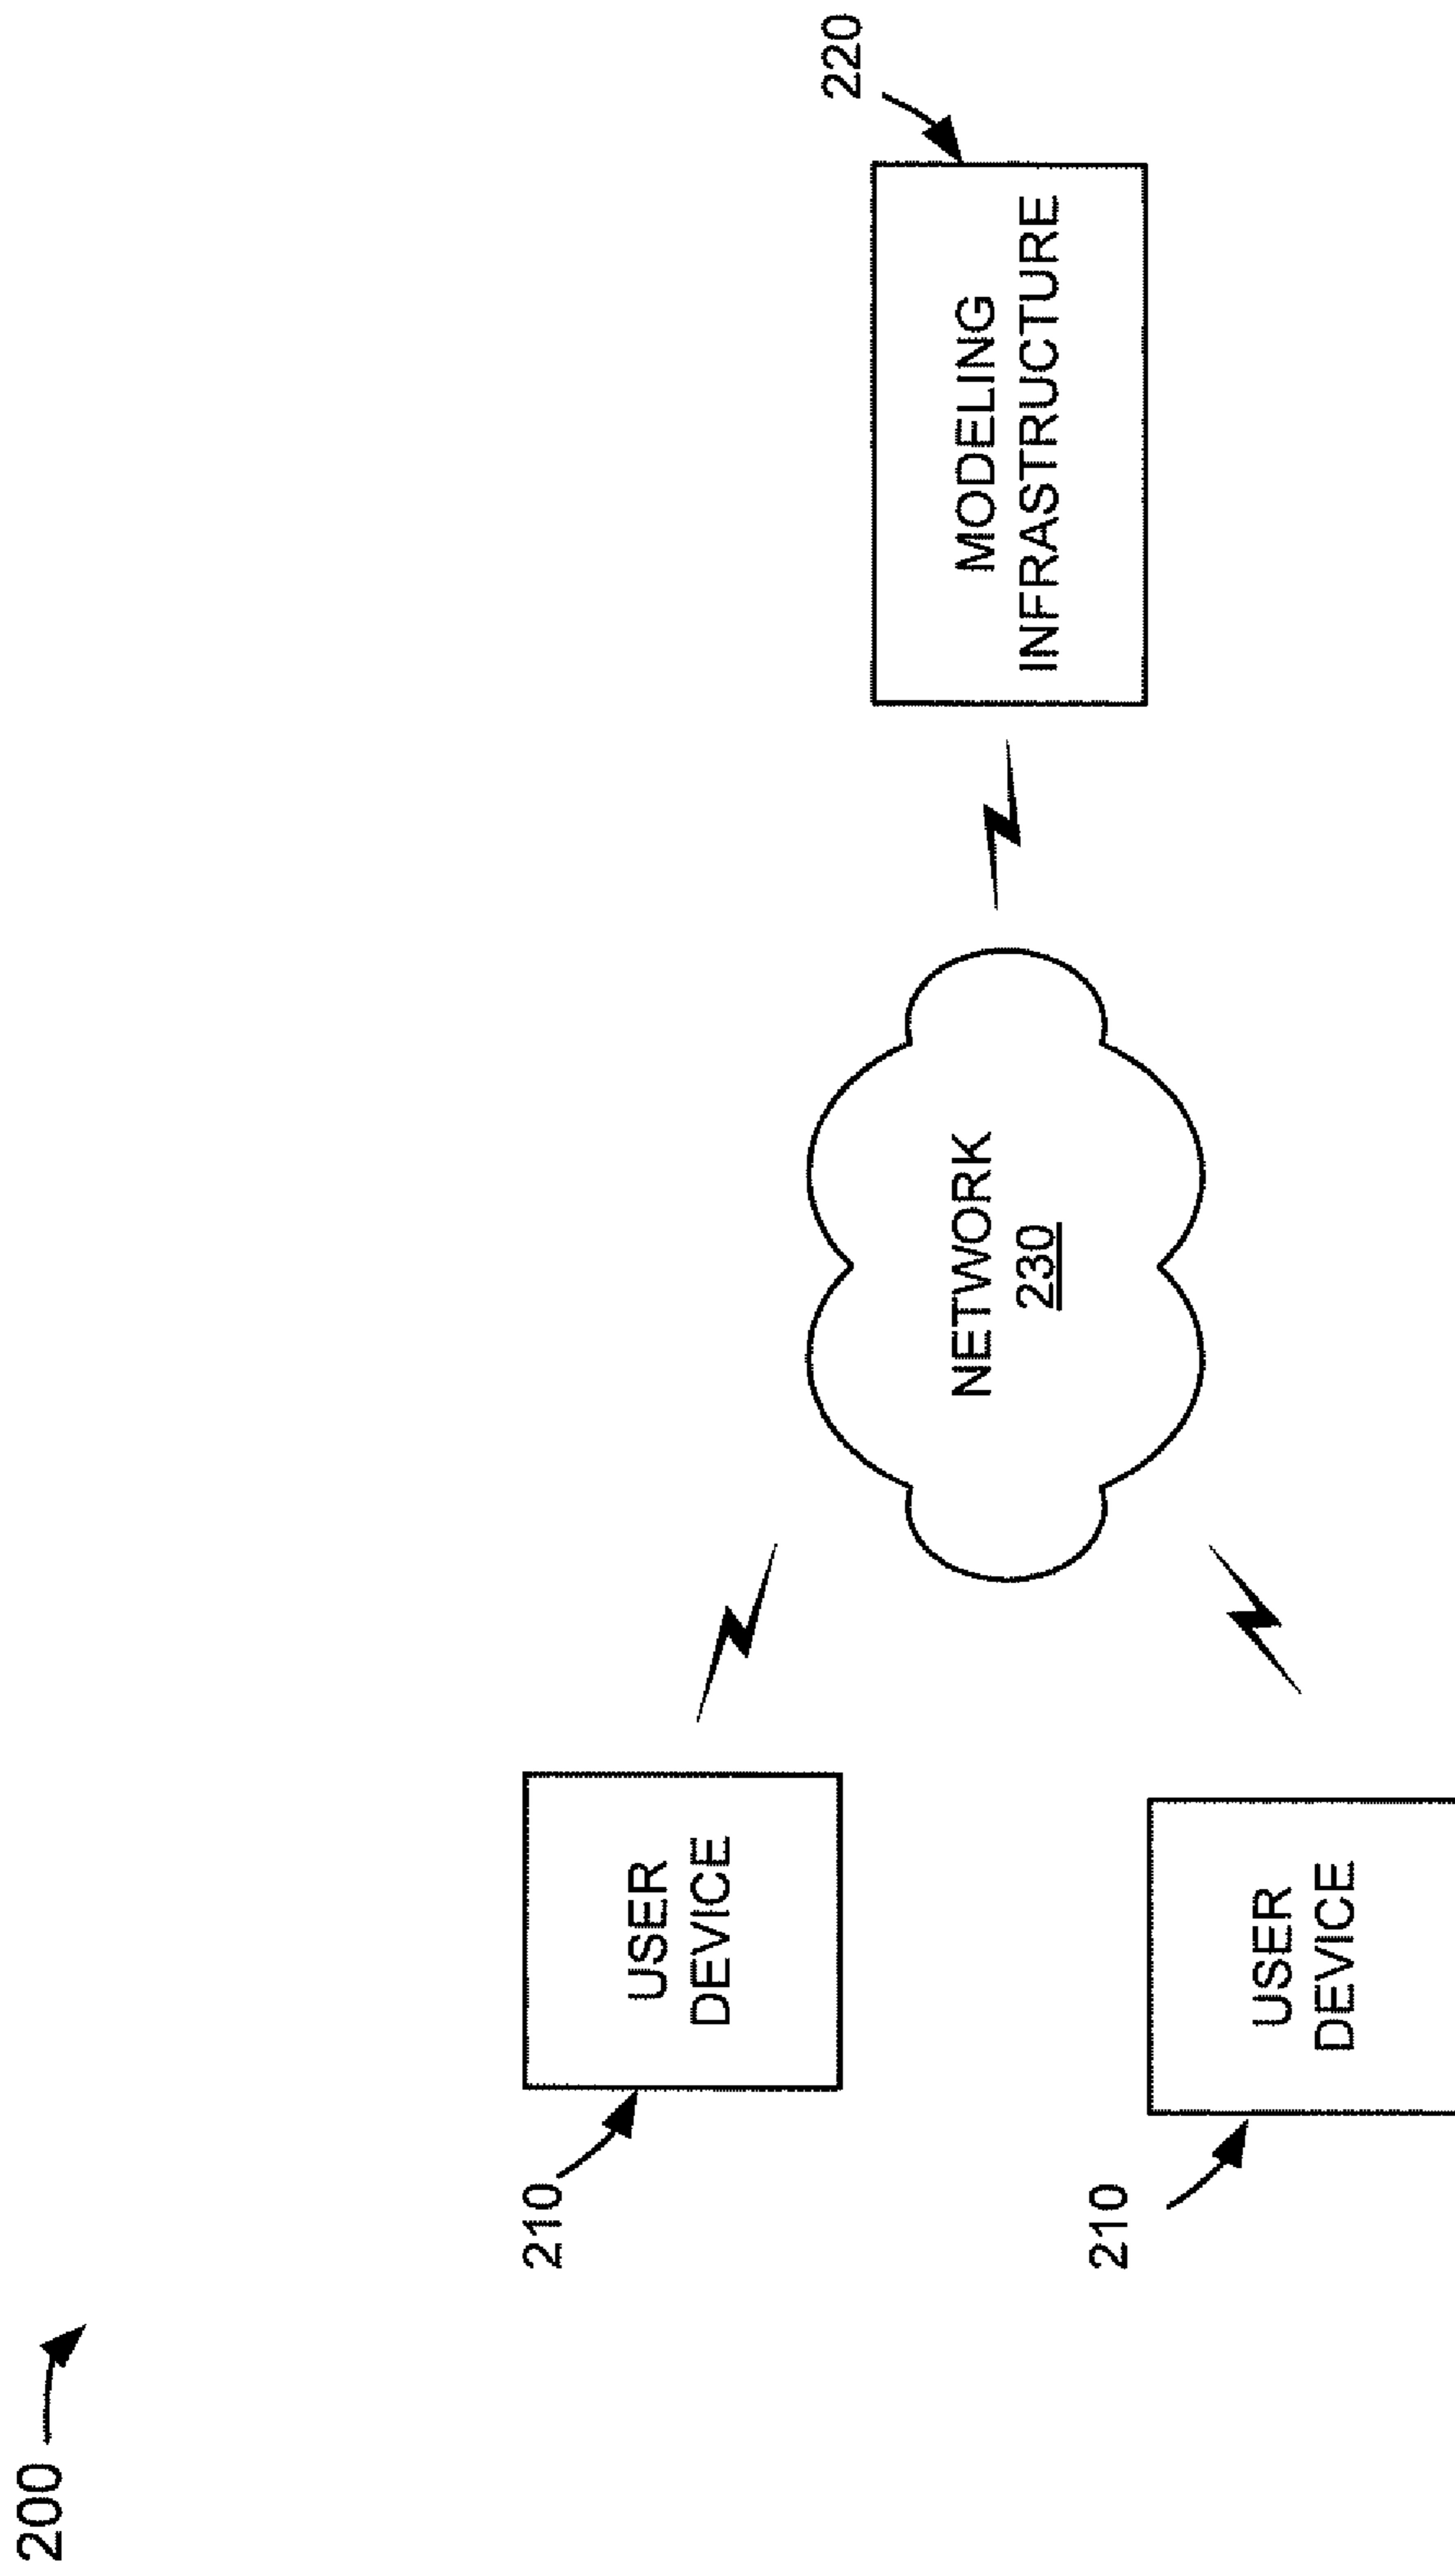 200
210
USER
DEVICE
NETWORK
230
220
MODELING
INFRASTRUCTURE
210
USER
DEVICE